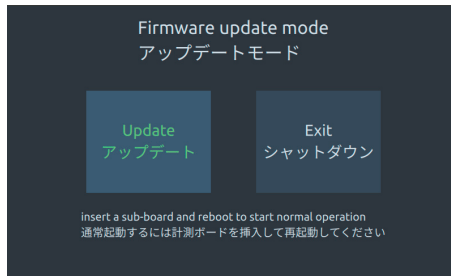 Firmware update mode
アップデートモード
Update
アップデート
Exit
シャットダウン
insert a sub-board and reboot to start normal operation
通常起動するには計測ボードを挿入して再起動してください